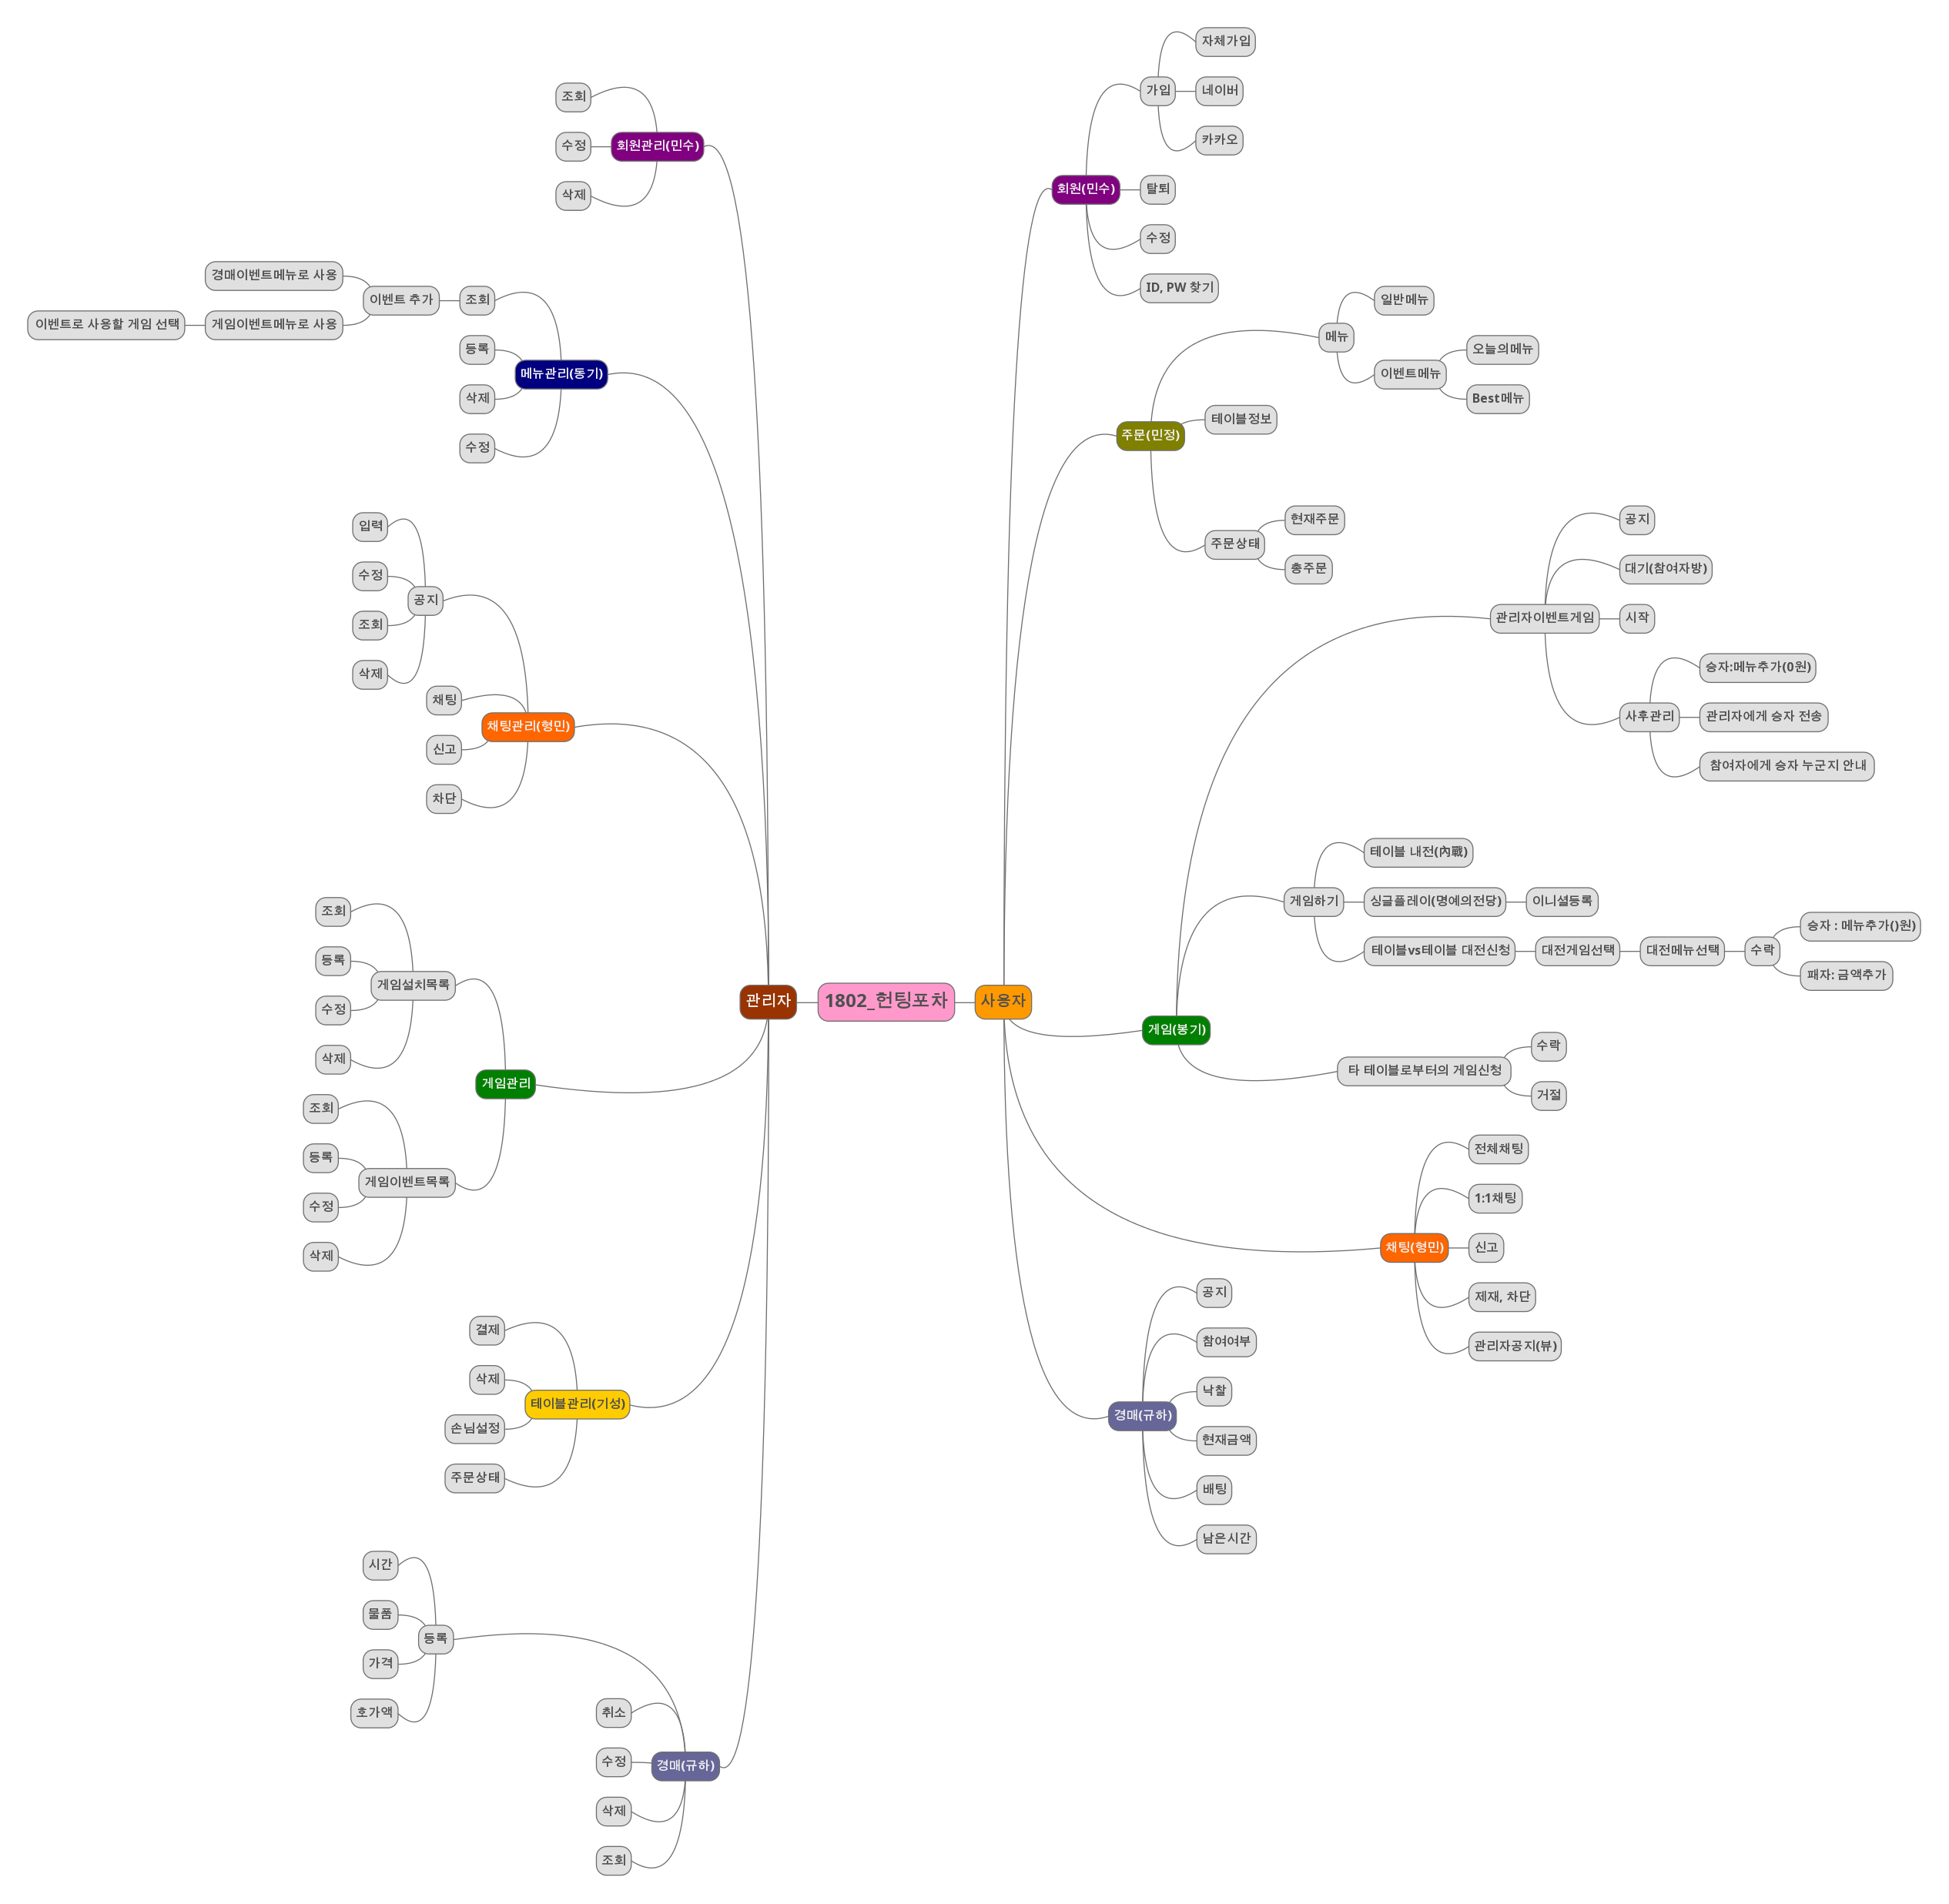 1802_헌팅포차
관리자
회원관리(민수)
조회
수정
삭제
메뉴관리(동기)
조회
이벤트 추가
경매이벤트메뉴로 사용
게임이벤트메뉴로 사용
이벤트로 사용할 게임 선택
등록
삭제
수정
채팅관리(형민)
공지
입력
수정
조회
삭제
채팅
신고
차단
게임관리
게임설치목록
조회
등록
수정
삭제
게임이벤트목록
조회
등록
수정
삭제
테이블관리(기성)
결제
삭제
손님설정
주문상태
경매(규하)
등록
시간
물품
가격
호가액
취소
수정
삭제
조회
사용자
회원(민수)
가입
자체가입
네이버
카카오
탈퇴
수정
ID, PW 찾기
주문(민정)
메뉴
일반메뉴
이벤트메뉴
오늘의메뉴
Best메뉴
테이블정보
주문상태
현재주문
총주문
게임(봉기)
관리자이벤트게임
공지
대기(참여자방)
시작
사후관리
승자:메뉴추가(0원)
관리자에게 승자 전송
참여자에게 승자 누군지 안내
게임하기
테이블 내전(內戰)
싱글플레이(명예의전당)
이니셜등록
테이블vs테이블 대전신청
대전게임선택
대전메뉴선택
수락
승자 : 메뉴추가()원)
패자: 금액추가
타 테이블로부터의 게임신청
수락
거절
채팅(형민)
전체채팅
1:1채팅
신고
제재, 차단
관리자공지(뷰)
경매(규하)
공지
참여여부
낙찰
현재금액
배팅
남은시간